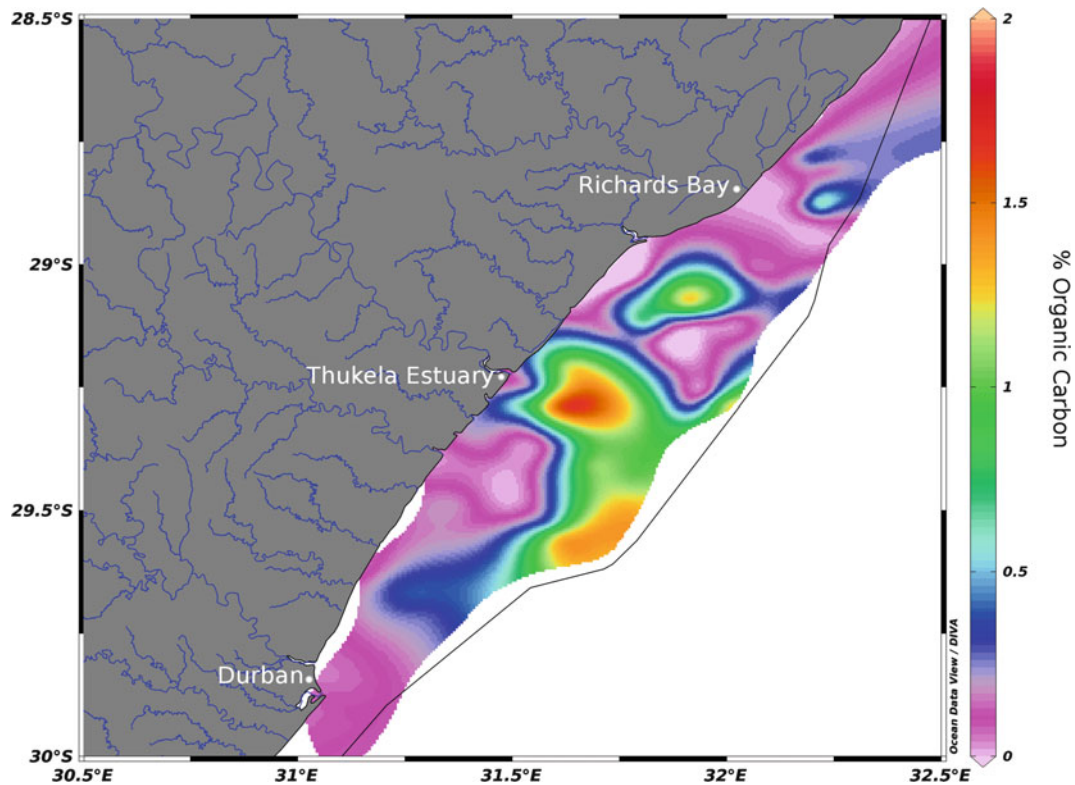 28.5°S
29°S
29.5°S
30°S
30.5°E
31°E
31.5°E
32°E
32.5°E
Richards Bay
Thukela Estuary
Durban
Ocean Data View / DIVA
2
1.5
1
0.5
0
% Organic Carbon